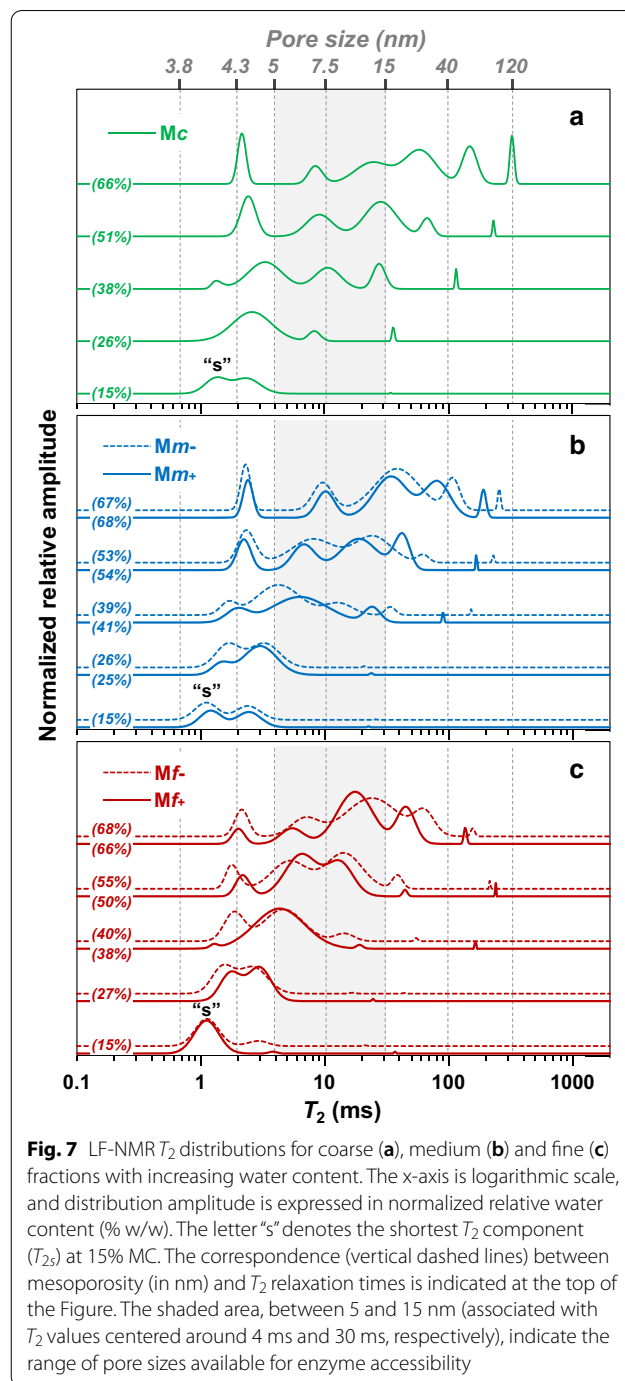 Pore size (nm)
3.8 4.3 5 7.5 15 40 120
a
Mc
(66%)
(51%)
(38%)
(26%)
"s"
(15%)
Normalized relative amplitude
b
Mm-
Mm+
(67%)
(68%)
(53%)
(54%)
(39%)
(41%)
(26%)
(25%)
"s"
(15%)
c
Mf-
Mf+
(68%)
(66%)
(55%)
(50%)
(40%)
(38%)
(27%)
"s"
(15%)
0.1 1 10 100 1000
T2 (ms)
Fig. 7 LF-NMR T2 distributions for coarse (a), medium (b) and fine (c)
fractions with increasing water content. The x-axis is logarithmic scale,
and distribution amplitude is expressed in normalized relative water
content (% w/w). The letter "s" denotes the shortest T2 component
(T2s) at 15% MC. The correspondence (vertical dashed lines) between
mesoporosity (in nm) and T2 relaxation times is indicated at the top of
the Figure. The shaded area, between 5 and 15 nm (associated with
T2 values centered around 4 ms and 30 ms, respectively), indicate the
range of pore sizes available for enzyme accessibility